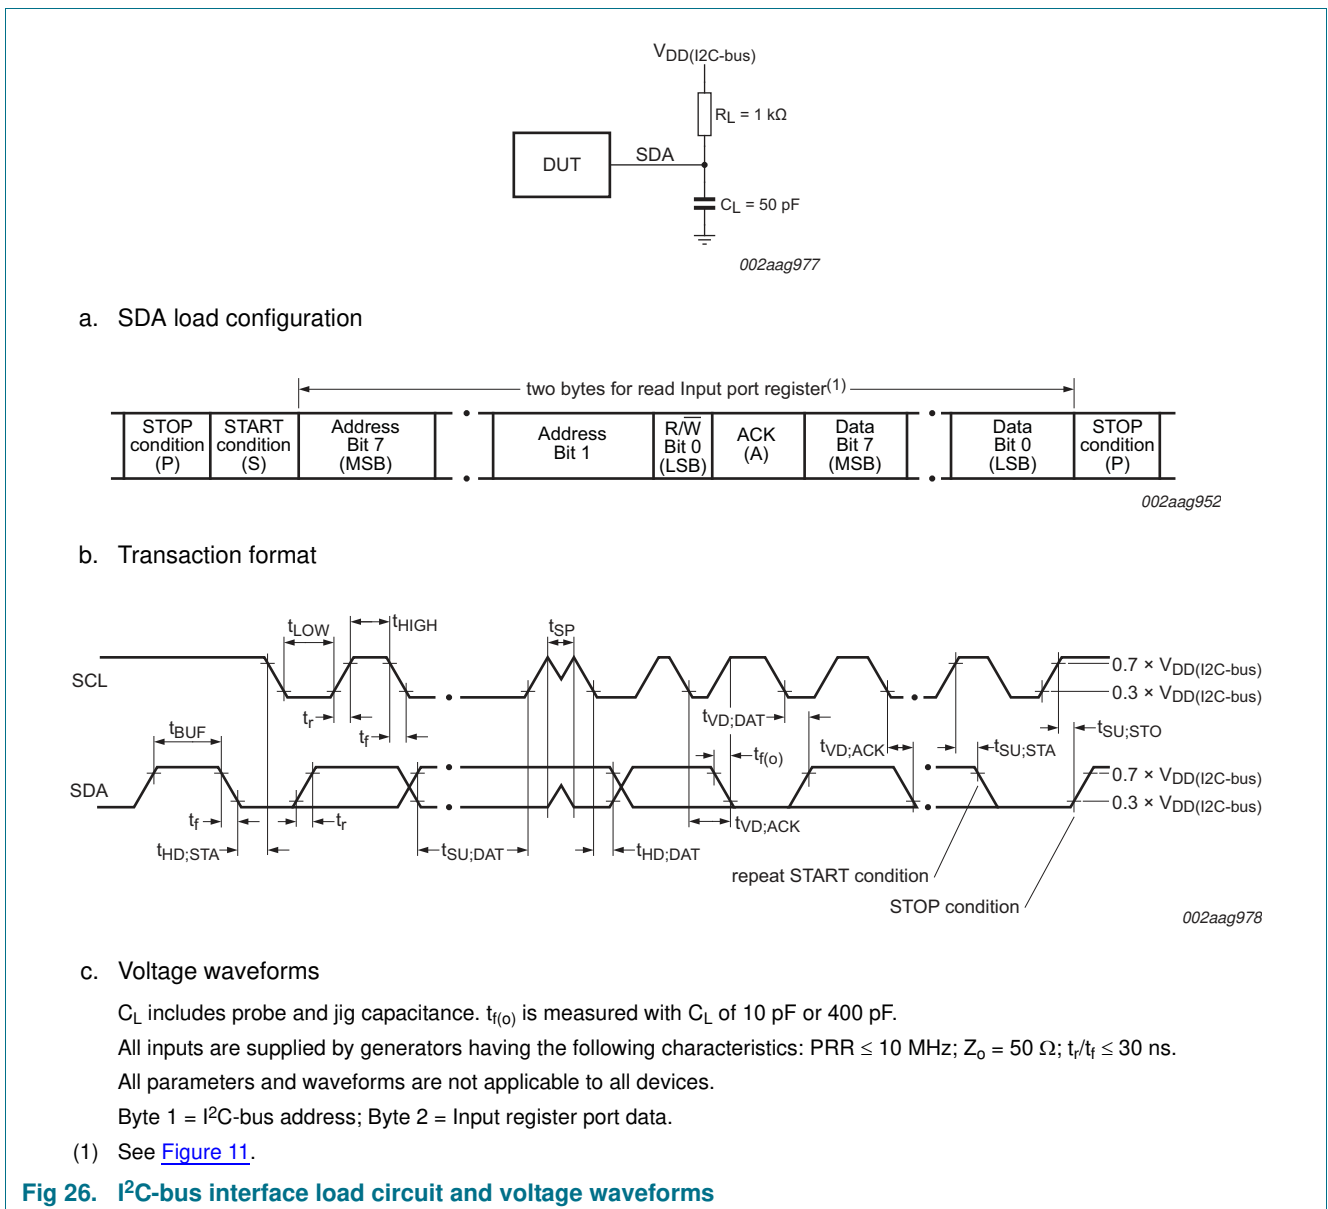 VDD(I2C-bus)
RL = 1 kΩ
DUT
SDA
CL = 50 pF
002aag977
a. SDA load configuration
two bytes for read Input port register(1)
STOP condition (P)
START condition (S)
Address Bit 7 (MSB)
Address Bit 1
R/W̅ Bit 0 (LSB)
ACK (A)
Data Bit 7 (MSB)
Data Bit 0 (LSB)
STOP condition (P)
002aag952
b. Transaction format
tLOW
tHIGH
tSP
SCL
0.7 × VDD(I2C-bus)
0.3 × VDD(I2C-bus)
tr
tf
tBUF
tVD;DAT
tf(o)
tVD;ACK
tSU;STA
tSU;STO
SDA
0.7 × VDD(I2C-bus)
0.3 × VDD(I2C-bus)
tf
tr
tHD;STA
tSU;DAT
tHD;DAT
tVD;ACK
repeat START condition
STOP condition
002aag978
c. Voltage waveforms
CL includes probe and jig capacitance. tf(o) is measured with CL of 10 pF or 400 pF.
All inputs are supplied by generators having the following characteristics: PRR ≤ 10 MHz; Zo = 50 Ω; tr/tf ≤ 30 ns.
All parameters and waveforms are not applicable to all devices.
Byte 1 = I²C-bus address; Byte 2 = Input register port data.
(1) See Figure 11.
Fig 26. I²C-bus interface load circuit and voltage waveforms